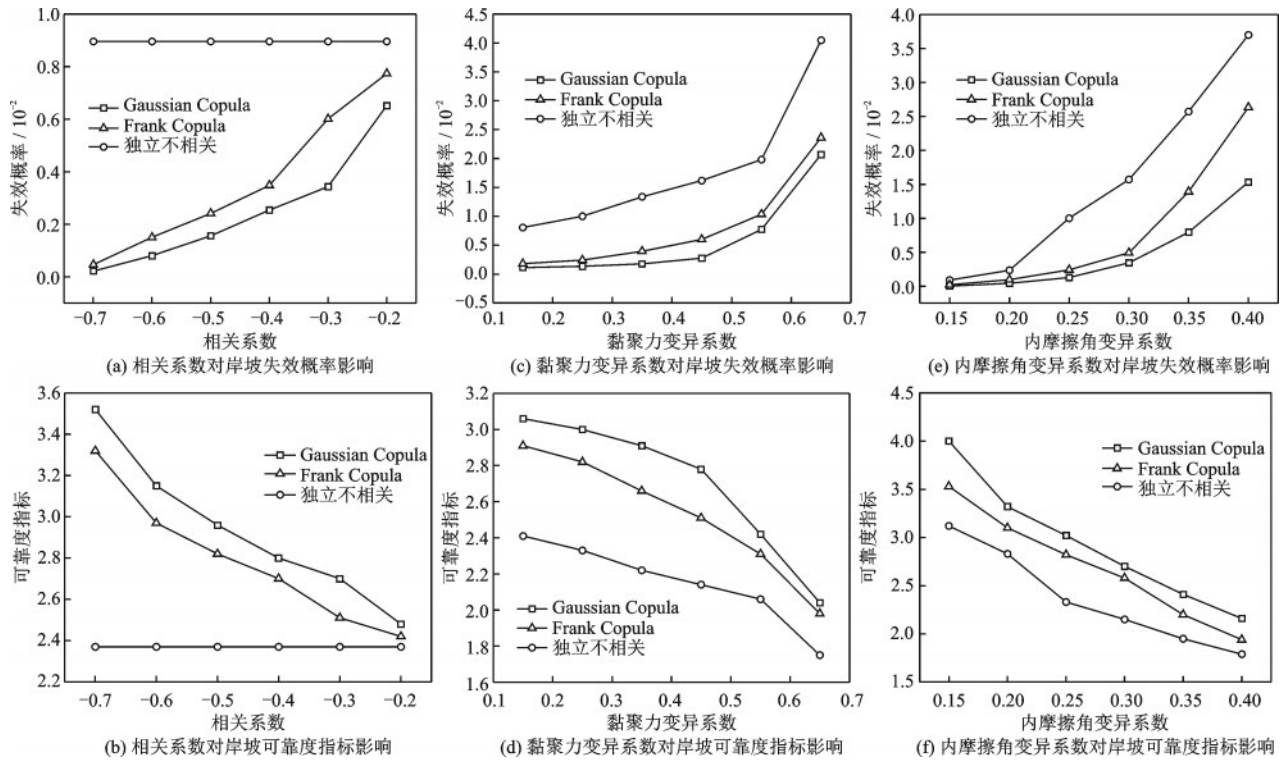 1.0
0.8
0.6
0.4
0.2
0.0
失效概率 / 10⁻²
Gaussian Copula
Frank Copula
独立不相关
−0.7 −0.6 −0.5 −0.4 −0.3 −0.2
相关系数
(a) 相关系数对岸坡失效概率影响
4.5
4.0
3.5
3.0
2.5
2.0
1.5
1.0
0.5
0.0
−0.5
失效概率 / 10⁻²
Gaussian Copula
Frank Copula
独立不相关
0.1 0.2 0.3 0.4 0.5 0.6 0.7
黏聚力变异系数
(c) 黏聚力变异系数对岸坡失效概率影响
4.0
3.5
3.0
2.5
2.0
1.5
1.0
0.5
0.0
失效概率 / 10⁻²
Gaussian Copula
Frank Copula
独立不相关
0.15 0.20 0.25 0.30 0.35 0.40
内摩擦角变异系数
(e) 内摩擦角变异系数对岸坡失效概率影响
3.6
3.4
3.2
3.0
2.8
2.6
2.4
2.2
可靠度指标
Gaussian Copula
Frank Copula
独立不相关
−0.7 −0.6 −0.5 −0.4 −0.3 −0.2
相关系数
(b) 相关系数对岸坡可靠度指标影响
3.2
3.0
2.8
2.6
2.4
2.2
2.0
1.8
1.6
可靠度指标
Gaussian Copula
Frank Copula
独立不相关
0.1 0.2 0.3 0.4 0.5 0.6 0.7
黏聚力变异系数
(d) 黏聚力变异系数对岸坡可靠度指标影响
4.5
4.0
3.5
3.0
2.5
2.0
1.5
可靠度指标
Gaussian Copula
Frank Copula
独立不相关
0.15 0.20 0.25 0.30 0.35 0.40
内摩擦角变异系数
(f) 内摩擦角变异系数对岸坡可靠度指标影响